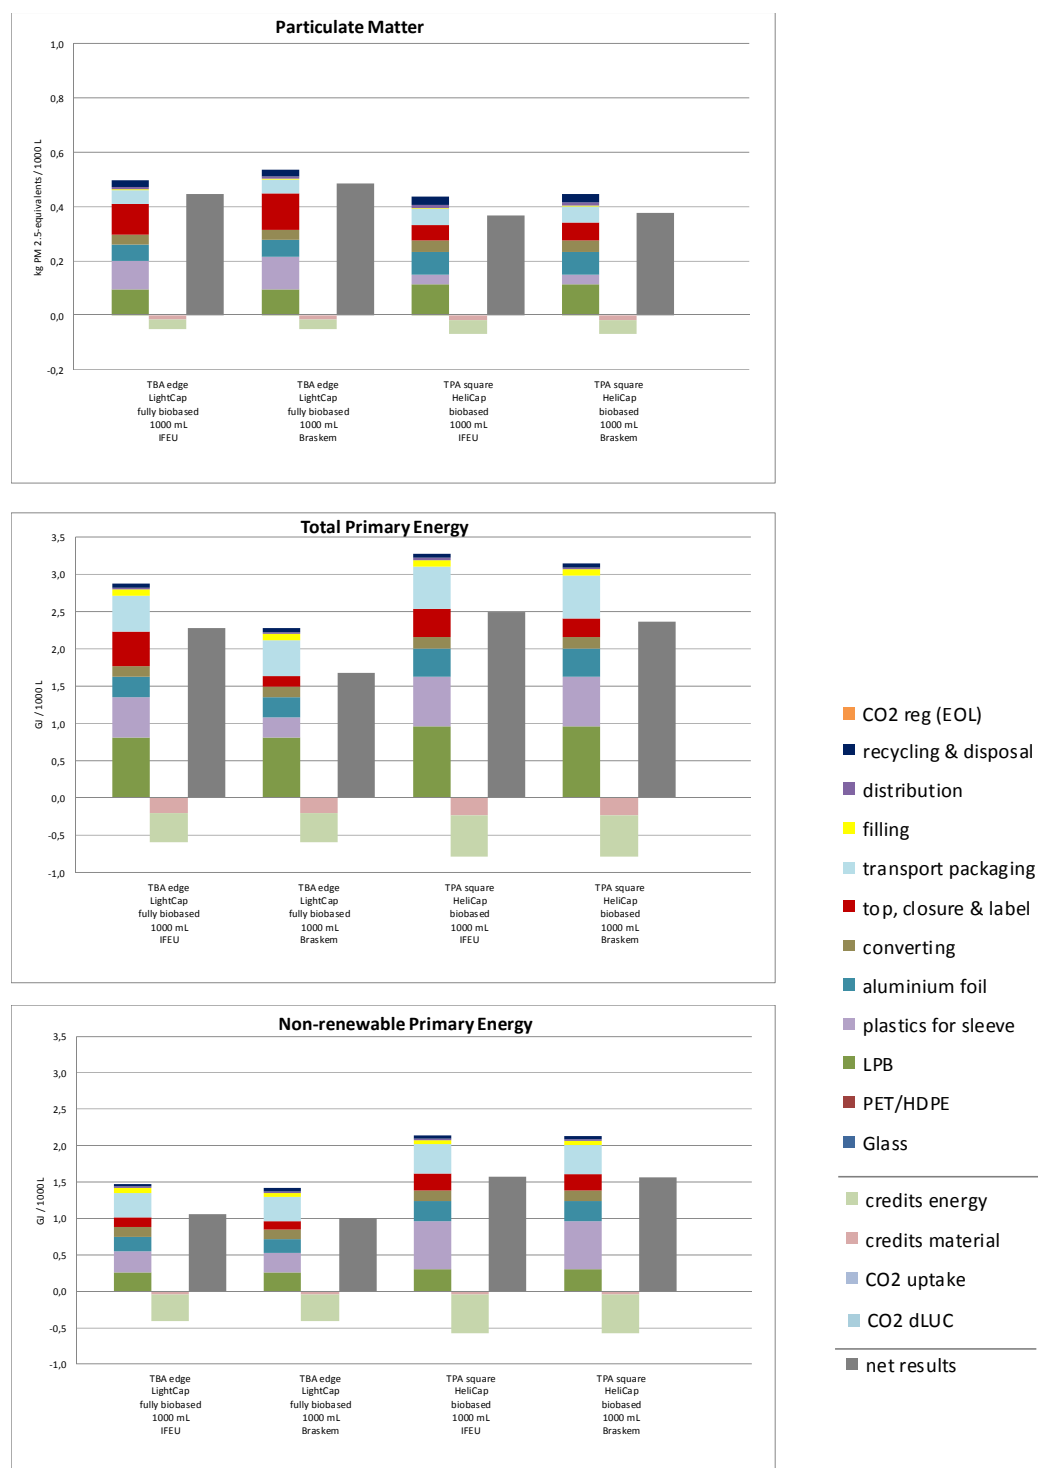 Particulate Matter
kg PM 2.5-equivalents / 1000 L
1,0
0,8
0,6
0,4
0,2
0,0
-0,2
TBA edge
LightCap
fully biobased
1000 mL
IFEU
TBA edge
LightCap
fully biobased
1000 mL
Braskem
TPA square
HeliCap
biobased
1000 mL
IFEU
TPA square
HeliCap
biobased
1000 mL
Braskem
Total Primary Energy
GJ / 1000 L
3,5
3,0
2,5
2,0
1,5
1,0
0,5
0,0
-0,5
-1,0
TBA edge
LightCap
fully biobased
1000 mL
IFEU
TBA edge
LightCap
fully biobased
1000 mL
Braskem
TPA square
HeliCap
biobased
1000 mL
IFEU
TPA square
HeliCap
biobased
1000 mL
Braskem
Non-renewable Primary Energy
GJ / 1000 L
3,5
3,0
2,5
2,0
1,5
1,0
0,5
0,0
-0,5
-1,0
TBA edge
LightCap
fully biobased
1000 mL
IFEU
TBA edge
LightCap
fully biobased
1000 mL
Braskem
TPA square
HeliCap
biobased
1000 mL
IFEU
TPA square
HeliCap
biobased
1000 mL
Braskem
CO2 reg (EOL)
recycling & disposal
distribution
filling
transport packaging
top, closure & label
converting
aluminium foil
plastics for sleeve
LPB
PET/HDPE
Glass
credits energy
credits material
CO2 uptake
CO2 dLUC
net results